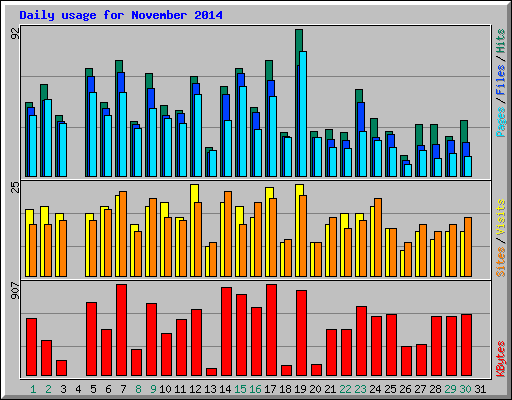 Daily usage for November 2014
92
Pages / Files / Hits
25
Sites / Visits
907
KBytes
1 2 3 4 5 6 7 8 9 10 11 12 13 14 15 16 17 18 19 20 21 22 23 24 25 26 27 28 29 30 31